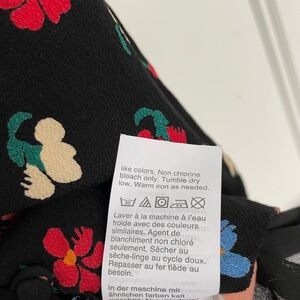 like colors. Non chlorine
bleach only. Tumble dry
low. Warm iron as needed.
Laver à la machine à l'eau
froide avec des couleurs
similaires. Agent de
blanchiment non chloré
seulement. Sécher au
sèche-linge au cycle doux.
Repasser au fer tiède au
besoin.
In der maschine mit
ähnlichen farben kalt